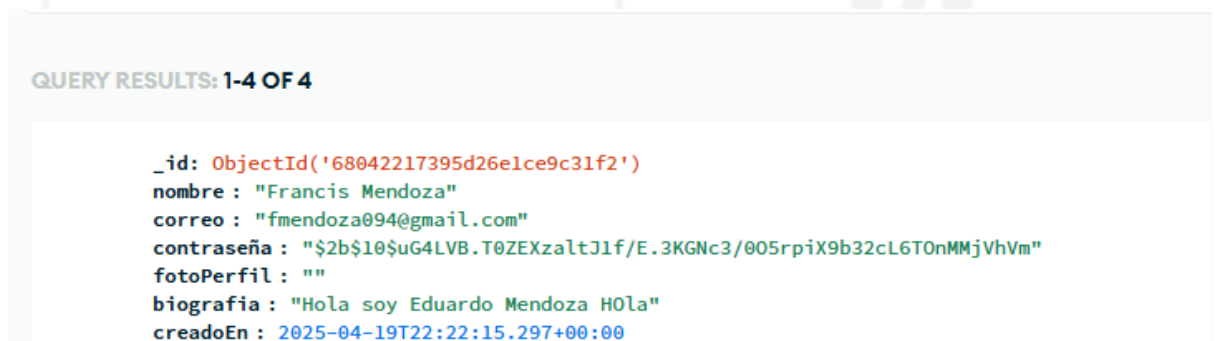 QUERY RESULTS: 1-4 OF 4
_id: ObjectId('68042217395d26e1ce9c31f2')
nombre : "Francis Mendoza"
correo : "fmendoza094@gmail.com"
contraseña : "$2b$10$uG4LVB.T0ZEXzaltJ1f/E.3KGNc3/0O5rpiX9b32cL6TOnMMjVhVm"
fotoPerfil : ""
biografia : "Hola soy Eduardo Mendoza HOla"
creadoEn : 2025-04-19T22:22:15.297+00:00